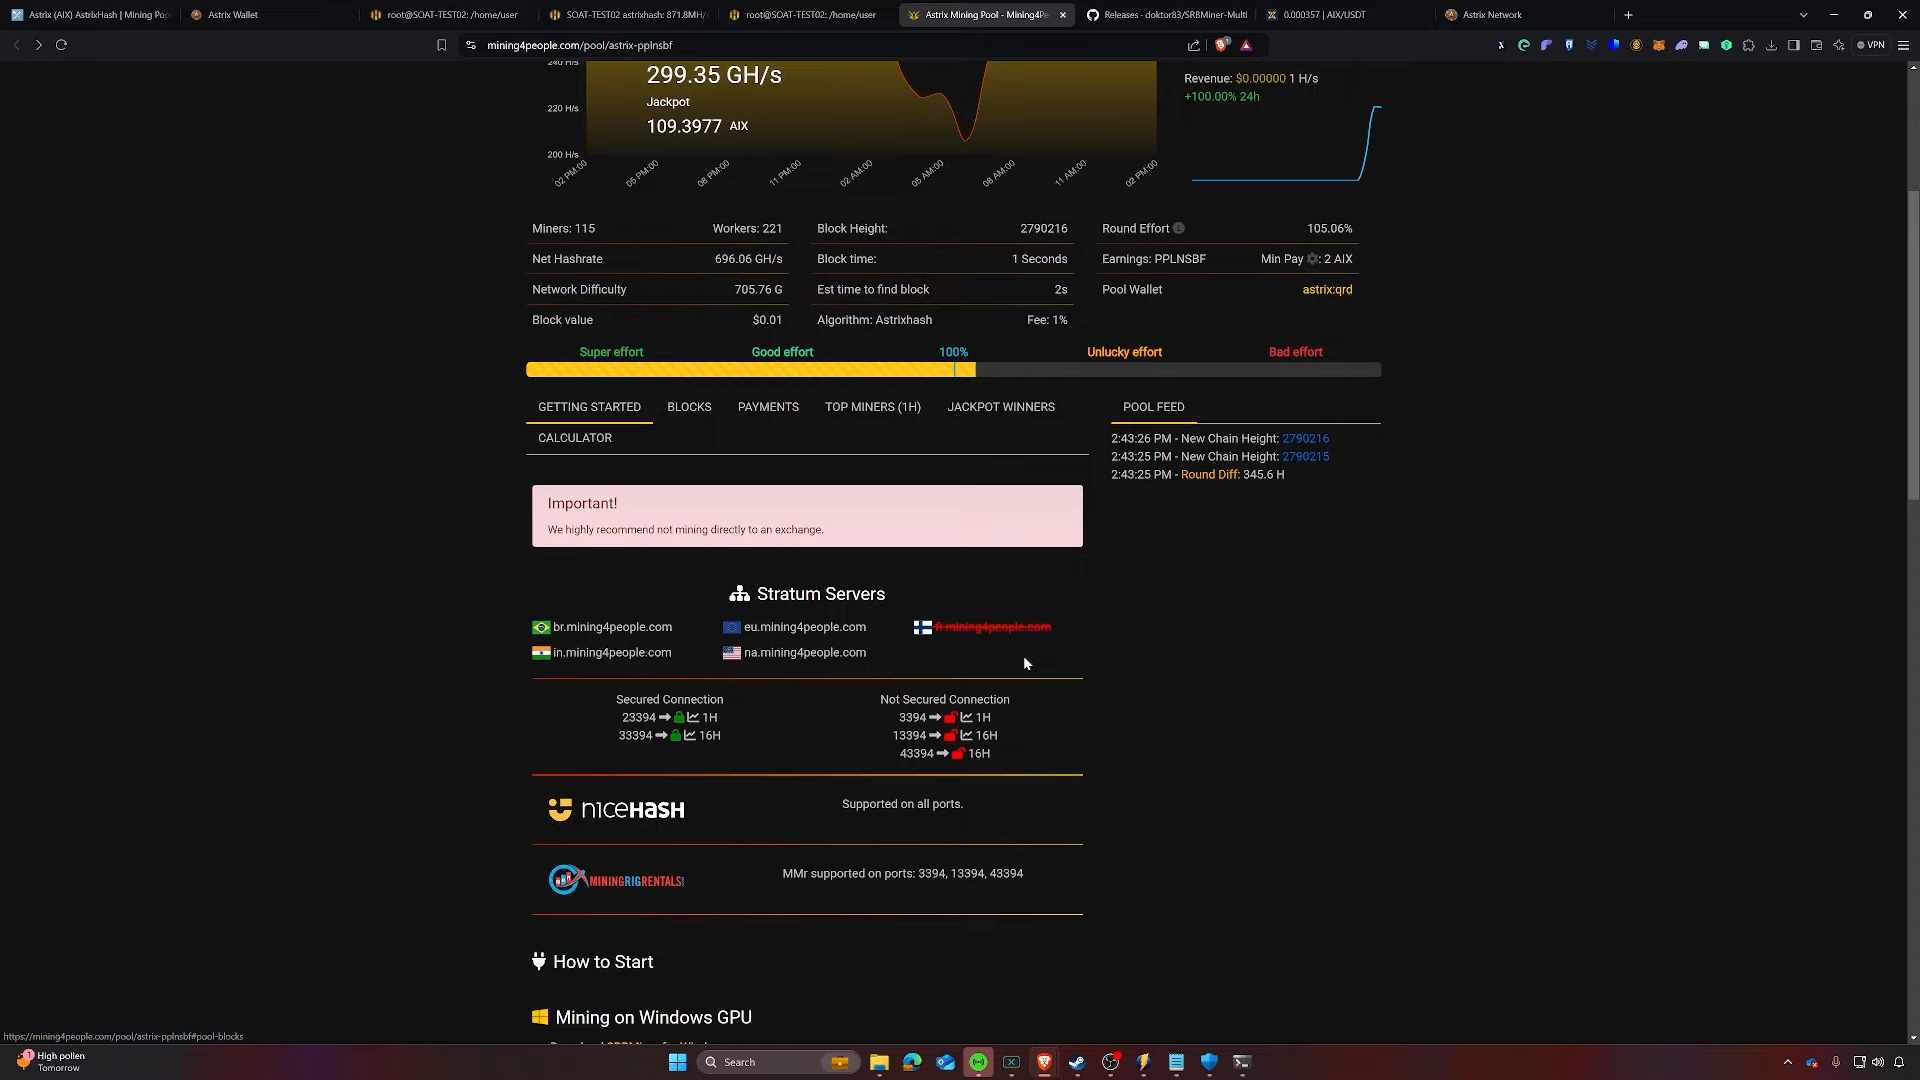 Astrix (AIX) AstrixHash | Mining Poo
Astrix Wallet
root@SOAT-TEST02: /home/user
SOAT-TEST02 astrixhash: 871.8MH/s
root@SOAT-TEST02: /home/user
Astrix Mining Pool - Mining4Pe
Releases · doktor83/SRBMiner-Multi
0.000357 | AIX/USDT
Astrix Network
mining4people.com/pool/astrix-pplnsbf
VPN
240 H/s
299.35 GH/s
Revenue: $0.00000 1 H/s
+100.00% 24h
Jackpot
220 H/s
109.3977 AIX
200 H/s
02 PM:00
05 PM:00
08 PM:00
11 PM:00
02 AM:00
05 AM:00
08 AM:00
11 AM:00
02 PM:00
Miners: 115
Workers: 221
Block Height:
2790216
Round Effort
105.06%
Net Hashrate
696.06 GH/s
Block time:
1 Seconds
Earnings: PPLNSBF
Min Pay : 2 AIX
Network Difficulty
705.76 G
Est time to find block
2s
Pool Wallet
astrix:qrd
Block value
$0.01
Algorithm: Astrixhash
Fee: 1%
Super effort
Good effort
100%
Unlucky effort
Bad effort
GETTING STARTED
BLOCKS
PAYMENTS
TOP MINERS (1H)
JACKPOT WINNERS
CALCULATOR
POOL FEED
2:43:26 PM - New Chain Height: 2790216
2:43:25 PM - New Chain Height: 2790215
2:43:25 PM - Round Diff: 345.6 H
Important!
We highly recommend not mining directly to an exchange.
Stratum Servers
br.mining4people.com
eu.mining4people.com
fi.mining4people.com
in.mining4people.com
na.mining4people.com
Secured Connection
23394 1H
33394 16H
Not Secured Connection
3394 1H
13394 16H
43394 16H
nicehash
Supported on all ports.
MININGRIGRENTALS
MMr supported on ports: 3394, 13394, 43394
How to Start
Mining on Windows GPU
https://mining4people.com/pool/astrix-pplnsbf#pool-blocks
1
High pollen
Tomorrow
Search